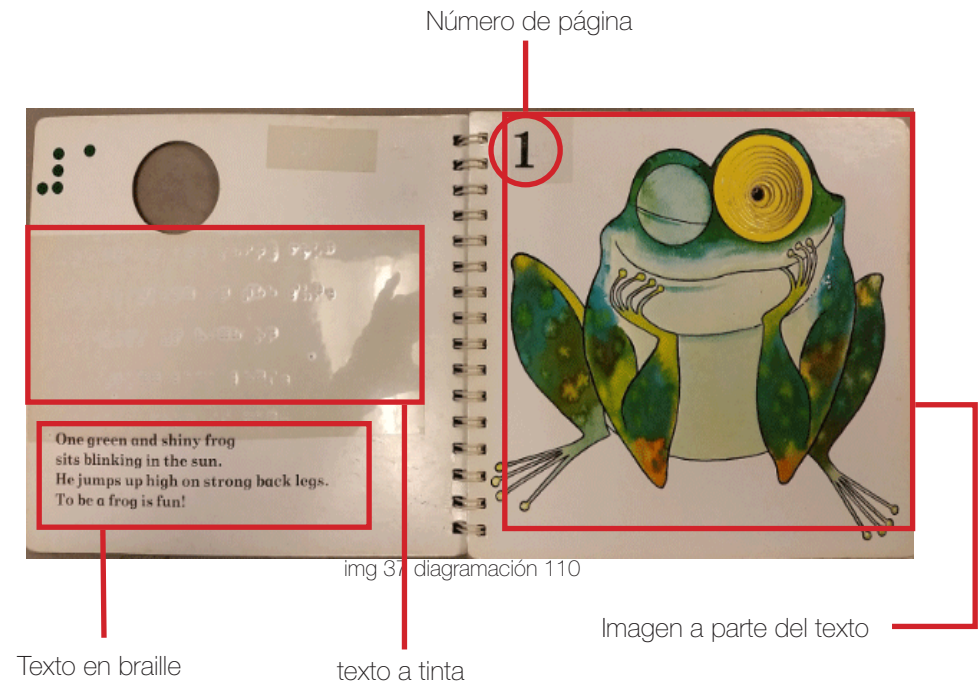 Número de página
1
One green and shiny frog
sits blinking in the sun.
He jumps up high on strong back legs.
To be a frog is fun!
img 37 diagramación 110
Imagen a parte del texto
Texto en braille
texto a tinta